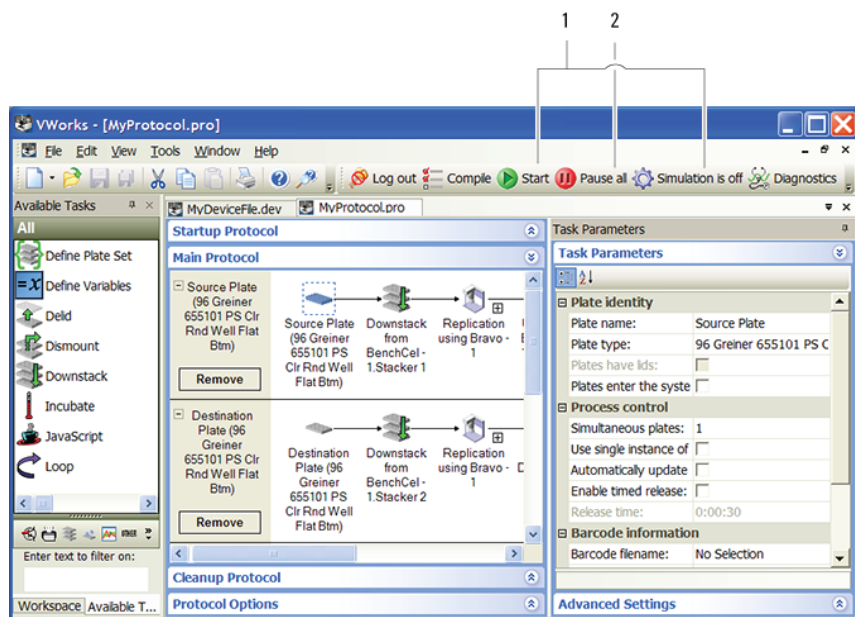 1 2
VWorks - [MyProtocol.pro]
File Edit View Tools Window Help
Log out Compile Start Pause all Simulation is off Diagnostics
Available Tasks
MyDeviceFile.dev MyProtocol.pro
Task Parameters
All
Define Plate Set
Define Variables
Delid
Dismount
Downstack
Incubate
JavaScript
Loop
Enter text to filter on:
Workspace Available T...
Startup Protocol
Main Protocol
Source Plate
(96 Greiner
655101 PS Clr
Rnd Well Flat
Btm)
Remove
Source Plate
(96 Greiner
655101 PS
Clr Rnd Well
Flat Btm)
Downstack
from
BenchCel -
1.Stacker 1
Replication
using Bravo -
1
Destination
Plate (96
Greiner
655101 PS Clr
Rnd Well Flat
Btm)
Remove
Destination
Plate (96
Greiner
655101 PS
Clr Rnd Well
Flat Btm)
Downstack
from
BenchCel -
1.Stacker 2
Replication
using Bravo -
1
D
Cleanup Protocol
Protocol Options
Task Parameters
Plate identity
Plate name: Source Plate
Plate type: 96 Greiner 655101 PS C
Plates have lids:
Plates enter the syste
Process control
Simultaneous plates: 1
Use single instance of
Automatically update
Enable timed release:
Release time: 0:00:30
Barcode information
Barcode filename: No Selection
Advanced Settings